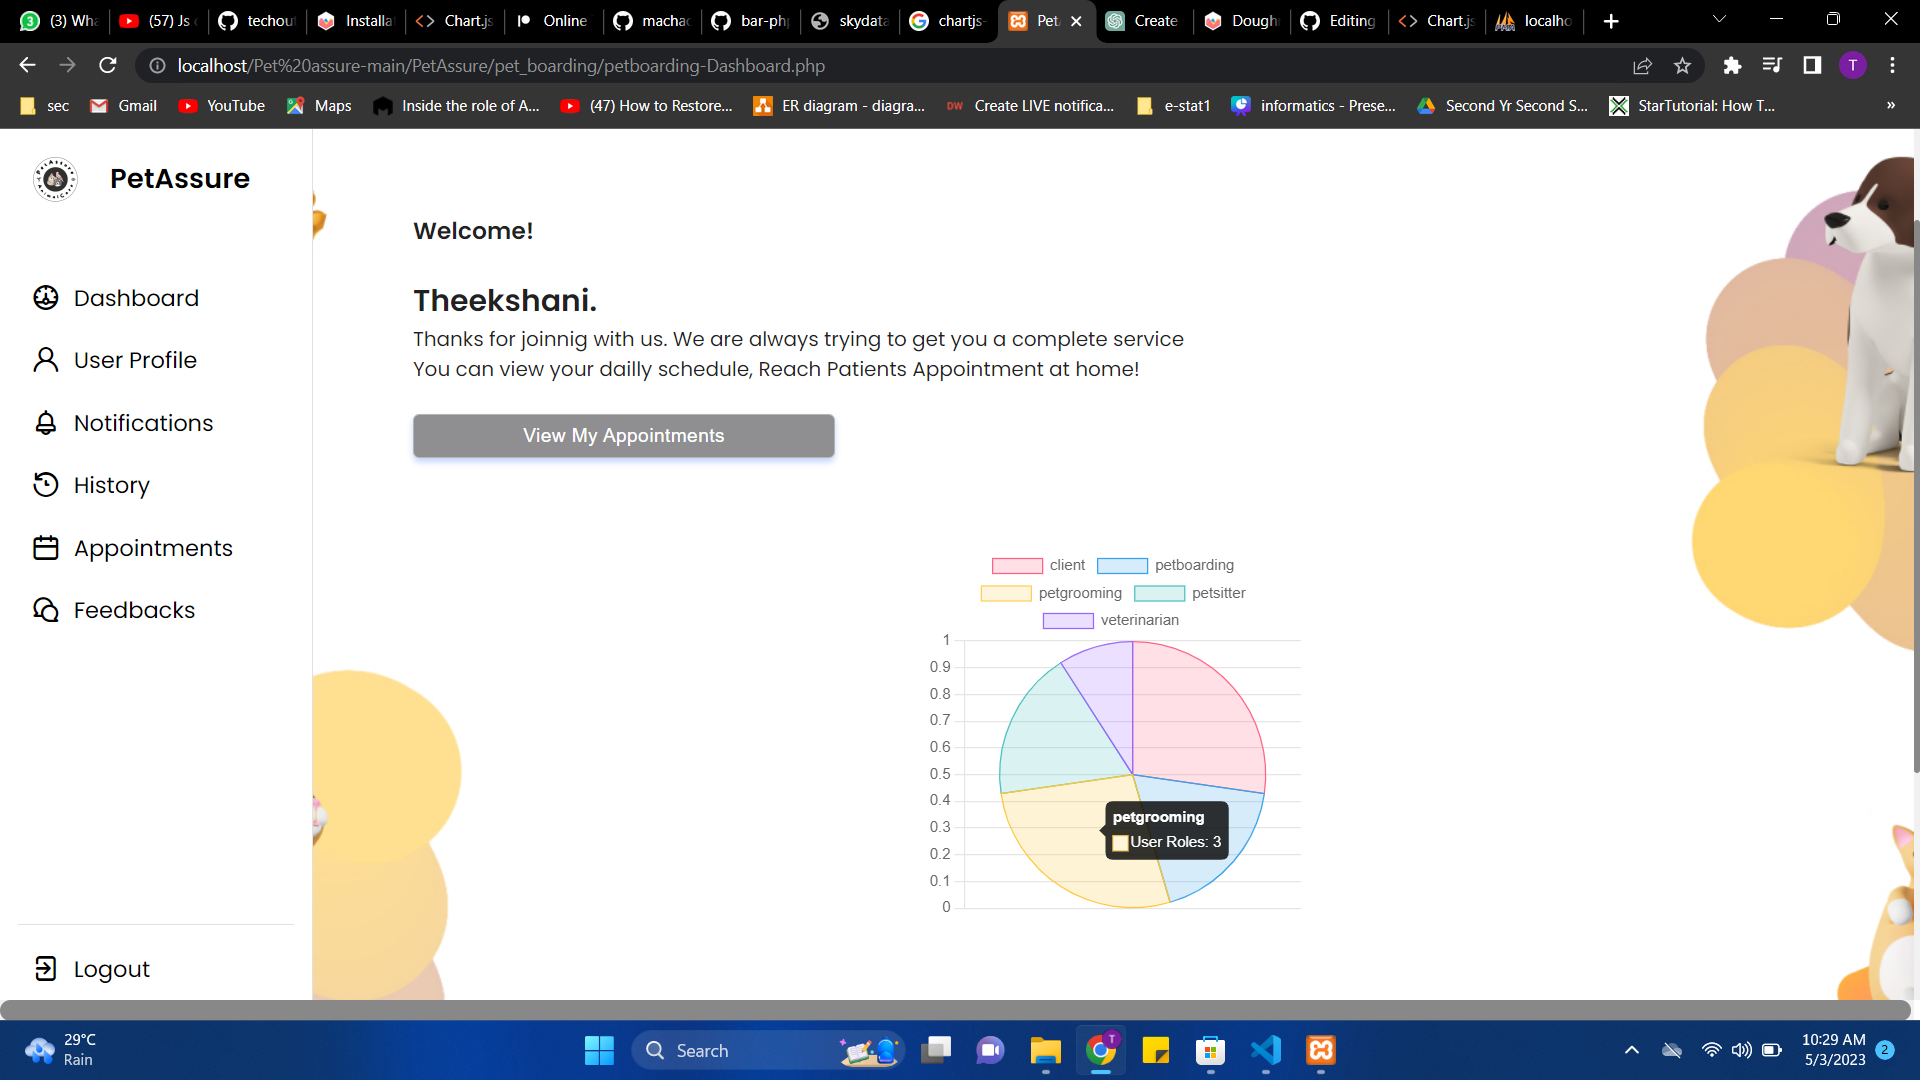 (3) Wha
(57) Js
techout
Installat
Chart.js
Online
machac
bar-ph
skydata
chartjs-
Pet
Create
Dough
Editing
Chart.js
localho
localhost/Pet%20assure-main/PetAssure/pet_boarding/petboarding-Dashboard.php
T
sec
Gmail
YouTube
Maps
Inside the role of A...
(47) How to Restore...
ER diagram - diagra...
DW Create LIVE notifica...
e-stat1
informatics - Prese...
Second Yr Second S...
StarTutorial: How T...
»
PetAssure
Dashboard
User Profile
Notifications
History
Appointments
Feedbacks
Logout
Welcome!
Theekshani.
Thanks for joinnig with us. We are always trying to get you a complete service
You can view your dailly schedule, Reach Patients Appointment at home!
View My Appointments
client petboarding
petgrooming petsitter
veterinarian
1
0.9
0.8
0.7
0.6
0.5
0.4
0.3
0.2
0.1
0
petgrooming
User Roles: 3
29°C
Rain
Search
T
10:29 AM
5/3/2023
2